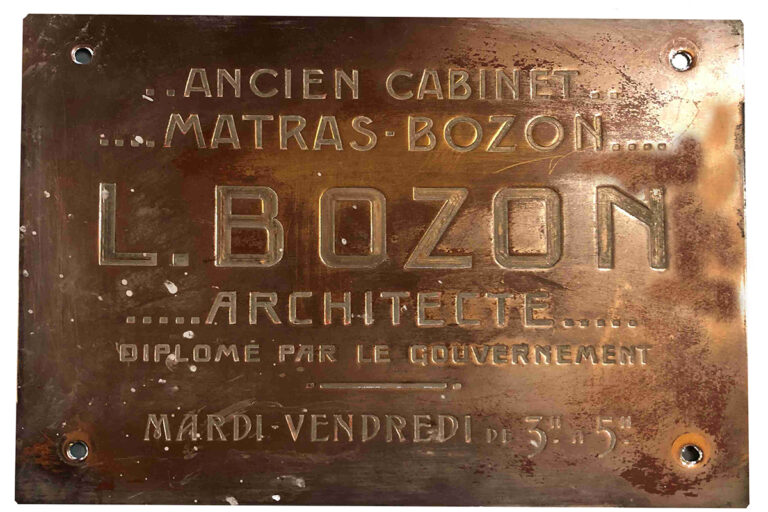 ..ANCIEN CABINET..
....MATRAS-BOZON....
L.BOZON
.....ARCHITECTE.....
DIPLOMÉ PAR LE GOUVERNEMENT
MARDI-VENDREDI DE 3H À 5H